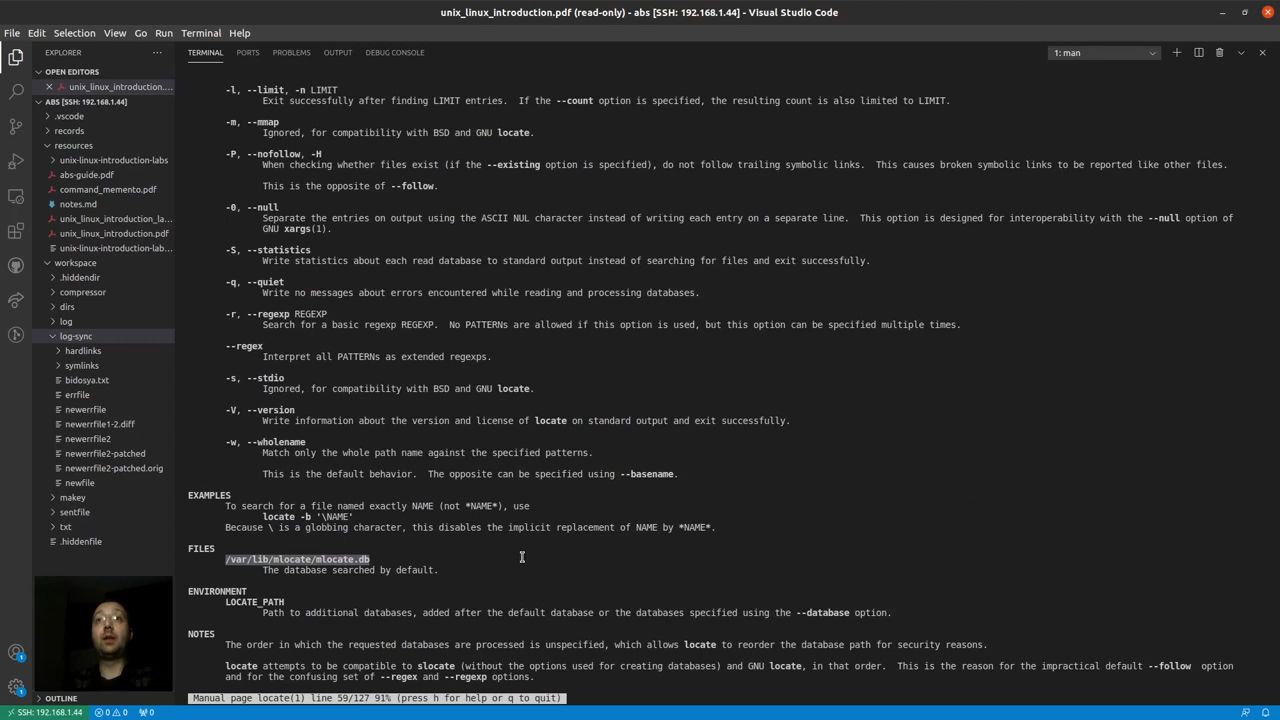 unix_linux_introduction.pdf (read-only) - abs [SSH: 192.168.1.44] - Visual Studio Code
File Edit Selection View Go Run Terminal Help
EXPLORER
OPEN EDITORS
unix_linux_introduction....
ABS [SSH: 192.168.1.44]
.vscode
records
resources
unix-linux-introduction-labs
abs-guide.pdf
command_memento.pdf
notes.md
unix_linux_introduction_la...
unix_linux_introduction.pdf
unix-linux-introduction-lab...
workspace
.hiddendir
compressor
dirs
log
log-sync
hardlinks
symlinks
bidosya.txt
errfile
newerrfile
newerrfile1-2.diff
newerrfile2
newerrfile2-patched
newerrfile2-patched.orig
newfile
makey
sentfile
txt
.hiddenfile
OUTLINE
TERMINAL PORTS PROBLEMS OUTPUT DEBUG CONSOLE
1: man
-l, --limit, -n LIMIT
Exit successfully after finding LIMIT entries. If the --count option is specified, the resulting count is also limited to LIMIT.
-m, --mmap
Ignored, for compatibility with BSD and GNU locate.
-P, --nofollow, -H
When checking whether files exist (if the --existing option is specified), do not follow trailing symbolic links. This causes broken symbolic links to be reported like other files.
This is the opposite of --follow.
-0, --null
Separate the entries on output using the ASCII NUL character instead of writing each entry on a separate line. This option is designed for interoperability with the --null option of
GNU xargs(1).
-S, --statistics
Write statistics about each read database to standard output instead of searching for files and exit successfully.
-q, --quiet
Write no messages about errors encountered while reading and processing databases.
-r, --regexp REGEXP
Search for a basic regexp REGEXP. No PATTERNs are allowed if this option is used, but this option can be specified multiple times.
--regex
Interpret all PATTERNs as extended regexps.
-s, --stdio
Ignored, for compatibility with BSD and GNU locate.
-V, --version
Write information about the version and license of locate on standard output and exit successfully.
-w, --wholename
Match only the whole path name against the specified patterns.
This is the default behavior. The opposite can be specified using --basename.
EXAMPLES
To search for a file named exactly NAME (not *NAME*), use
locate -b '\NAME'
Because \ is a globbing character, this disables the implicit replacement of NAME by *NAME*.
FILES
/var/lib/mlocate/mlocate.db
The database searched by default.
ENVIRONMENT
LOCATE_PATH
Path to additional databases, added after the default database or the databases specified using the --database option.
NOTES
The order in which the requested databases are processed is unspecified, which allows locate to reorder the database path for security reasons.
locate attempts to be compatible to slocate (without the options used for creating databases) and GNU locate, in that order. This is the reason for the impractical default --follow option
and for the confusing set of --regex and --regexp options.
Manual page locate(1) line 59/127 91% (press h for help or q to quit)
1
1
SSH: 192.168.1.44 0 0 0